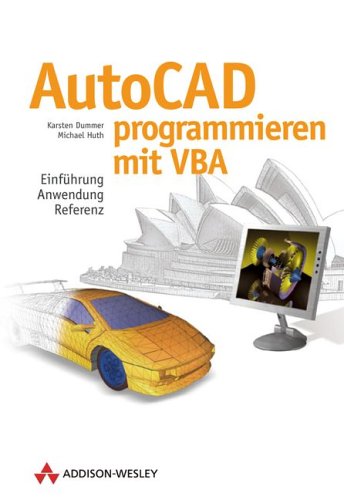 AutoCAD
Karsten Dummer
Michael Huth
programmieren
mit VBA
Einführung
Anwendung
Referenz
ADDISON-WESLEY